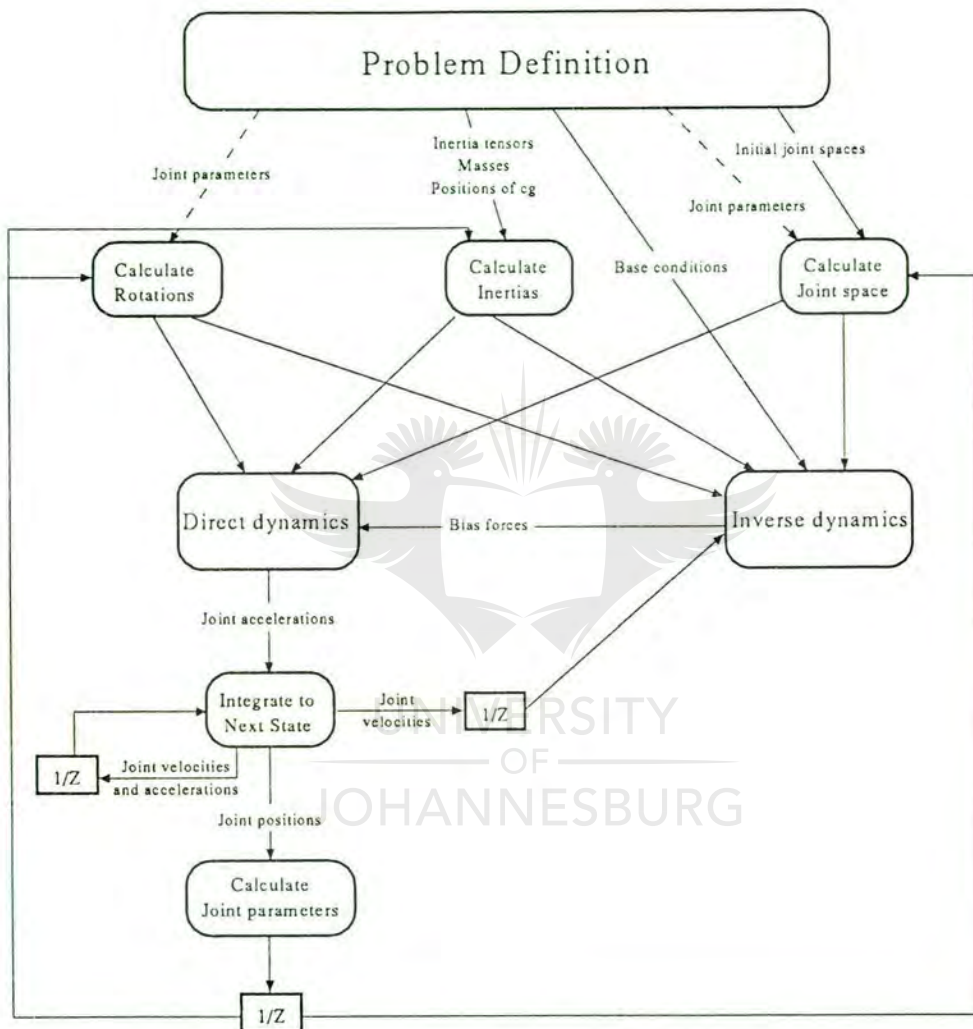 Problem Definition
Joint parameters
Inertia tensors
Masses
Positions of cg
Initial joint spaces
Joint parameters
Base conditions
Calculate
Rotations
Calculate
Inertias
Calculate
Joint space
Direct dynamics
Bias forces
Inverse dynamics
Joint accelerations
Integrate to
Next State
Joint
velocities
1/Z
1/Z
Joint velocities
and accelerations
Joint positions
Calculate
Joint parameters
1/Z
UNIVERSITY
OF
JOHANNESBURG